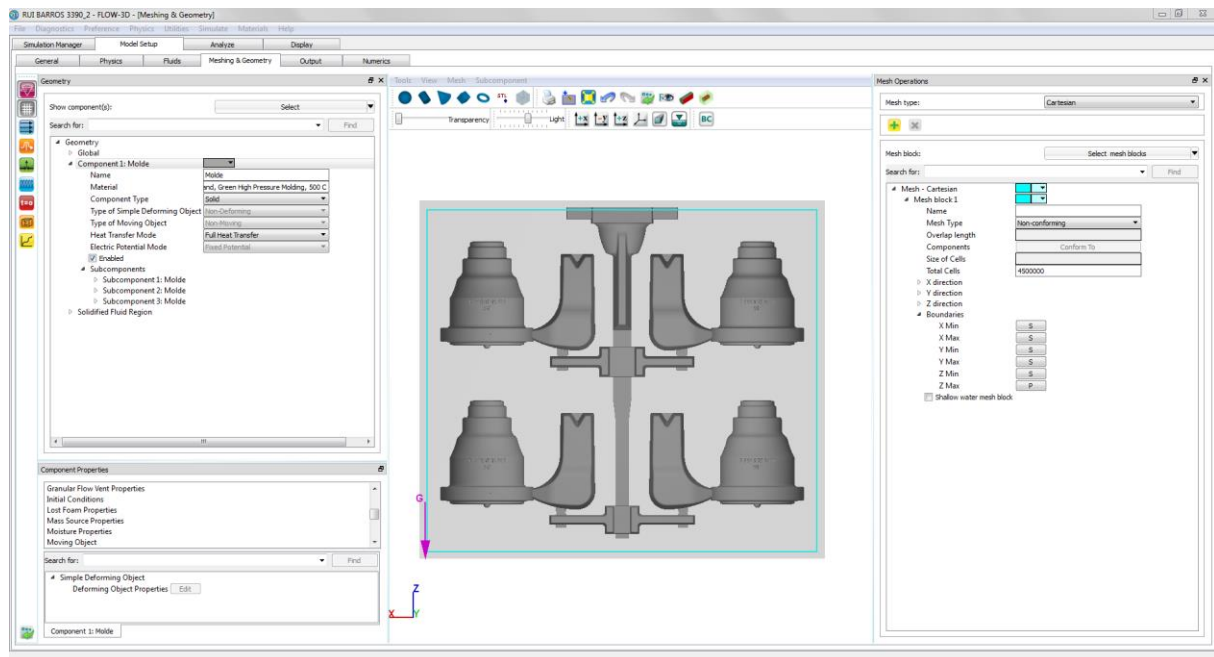 RUI BARROS 3390_2 - FLOW-3D - [Meshing & Geometry]
File Diagnostics Preference Physics Utilities Simulate Materials Help
Simulation Manager Model Setup Analyze Display
General Physics Fluids Meshing & Geometry Output Numerics
Geometry
Show component(s): Select
Search for: Find
Geometry
Global
Component 1: Molde
Name Molde
Material and, Green High Pressure Molding, 500 C
Component Type Solid
Type of Simple Deforming Object Non-Deforming
Type of Moving Object Non-Moving
Heat Transfer Mode Full Heat Transfer
Electric Potential Mode Fixed Potential
Enabled
Subcomponents
Subcomponent 1: Molde
Subcomponent 2: Molde
Subcomponent 3: Molde
Solidified Fluid Region
Component Properties
Granular Flow Vent Properties
Initial Conditions
Lost Foam Properties
Mass Source Properties
Moisture Properties
Moving Object
Search for: Find
Simple Deforming Object
Deforming Object Properties Edit
Component 1: Molde
Tools View Mesh Subcomponent
STL
Transparency Light +X -Y +Z BC
G
Z
X Y
Mesh Operations
Mesh type: Cartesian
Mesh block: Select mesh blocks
Search for: Find
Mesh - Cartesian
Mesh block 1
Name
Mesh Type Non-conforming
Overlap length
Components Conform To
Size of Cells
Total Cells 4500000
X direction
Y direction
Z direction
Boundaries
X Min S
X Max S
Y Min S
Y Max S
Z Min S
Z Max P
Shallow water mesh block